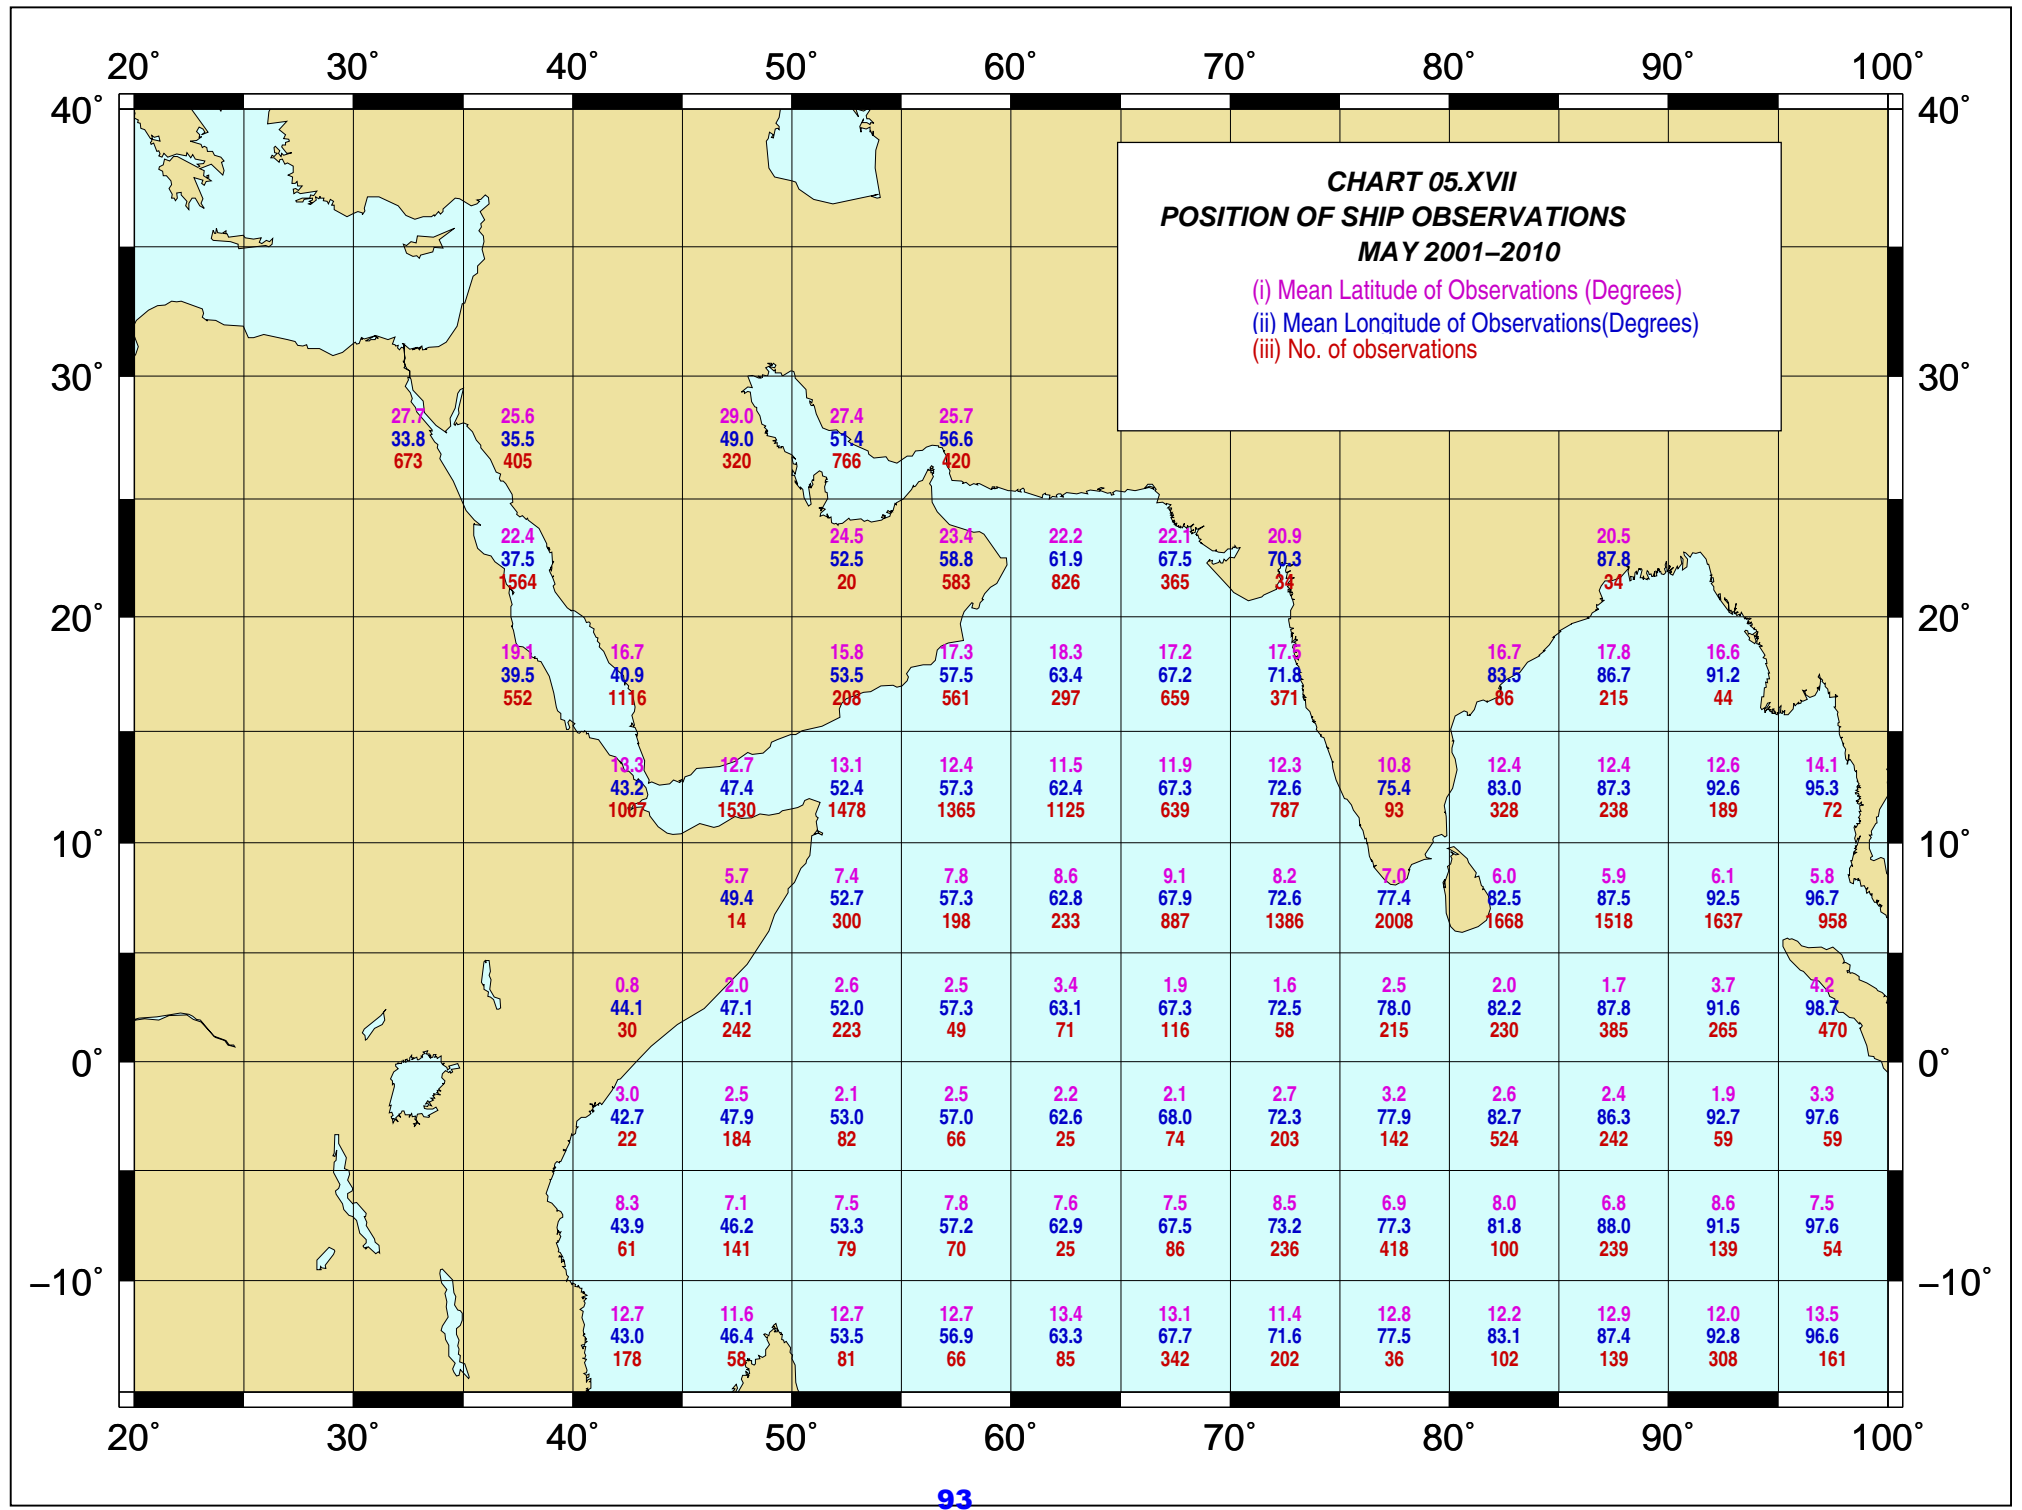 20° 30° 40° 50° 60° 70° 80° 90° 100°
40° 40°
CHART 05.XVII
POSITION OF SHIP OBSERVATIONS
MAY 2001–2010
(i) Mean Latitude of Observations (Degrees)
(ii) Mean Longitude of Observations(Degrees)
(iii) No. of observations
30° 30°
27.7 25.6 29.0 27.4 25.7
33.8 35.5 49.0 51.4 56.6
673 405 320 766 420
22.4 24.5 23.4 22.2 22.1 20.9 20.5
37.5 52.5 58.8 61.9 67.5 70.3 87.8
1564 20 583 826 365 34 34
20° 20°
19.1 16.7 15.8 17.3 18.3 17.2 17.5 16.7 17.8 16.6
39.5 40.9 53.5 57.5 63.4 67.2 71.8 83.5 86.7 91.2
552 1116 208 561 297 659 371 86 215 44
13.3 12.7 13.1 12.4 11.5 11.9 12.3 10.8 12.4 12.4 12.6 14.1
43.2 47.4 52.4 57.3 62.4 67.3 72.6 75.4 83.0 87.3 92.6 95.3
1007 1530 1478 1365 1125 639 787 93 328 238 189 72
10° 10°
5.7 7.4 7.8 8.6 9.1 8.2 7.0 6.0 5.9 6.1 5.8
49.4 52.7 57.3 62.8 67.9 72.6 77.4 82.5 87.5 92.5 96.7
14 300 198 233 887 1386 2008 1668 1518 1637 958
0.8 2.0 2.6 2.5 3.4 1.9 1.6 2.5 2.0 1.7 3.7 4.2
44.1 47.1 52.0 57.3 63.1 67.3 72.5 78.0 82.2 87.8 91.6 98.7
30 242 223 49 71 116 58 215 230 385 265 470
0° 0°
3.0 2.5 2.1 2.5 2.2 2.1 2.7 3.2 2.6 2.4 1.9 3.3
42.7 47.9 53.0 57.0 62.6 68.0 72.3 77.9 82.7 86.3 92.7 97.6
22 184 82 66 25 74 203 142 524 242 59 59
8.3 7.1 7.5 7.8 7.6 7.5 8.5 6.9 8.0 6.8 8.6 7.5
43.9 46.2 53.3 57.2 62.9 67.5 73.2 77.3 81.8 88.0 91.5 97.6
61 141 79 70 25 86 236 418 100 239 139 54
−10° −10°
12.7 11.6 12.7 12.7 13.4 13.1 11.4 12.8 12.2 12.9 12.0 13.5
43.0 46.4 53.5 56.9 63.3 67.7 71.6 77.5 83.1 87.4 92.8 96.6
178 58 81 66 85 342 202 36 102 139 308 161
20° 30° 40° 50° 60° 70° 80° 90° 100°
93